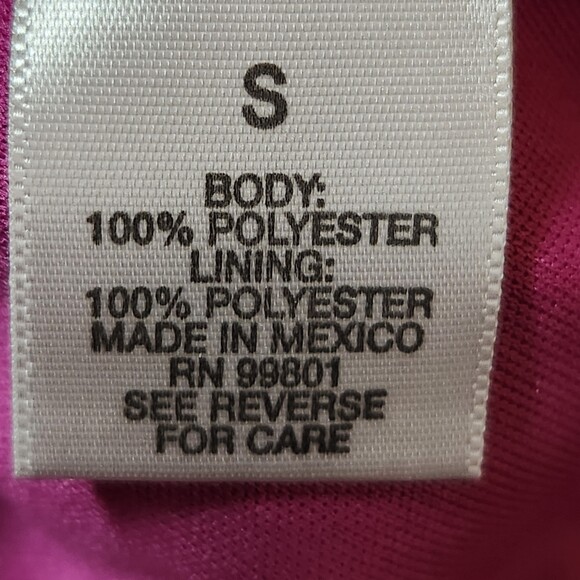 S
BODY:
100% POLYESTER
LINING:
100% POLYESTER
MADE IN MEXICO
RN 99801
SEE REVERSE
FOR CARE